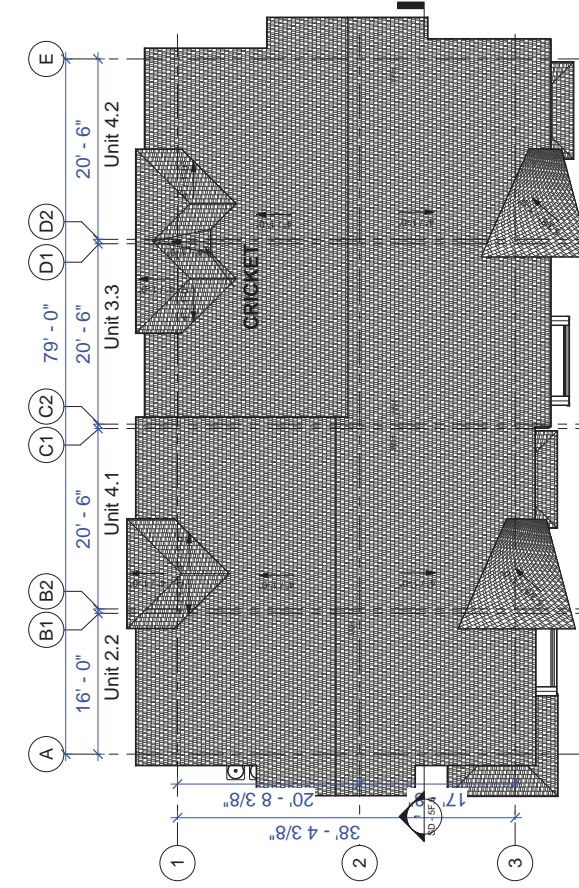 A
B1
B2
C1
C2
D1
D2
E
79' - 0"
16' - 0"
20' - 6"
20' - 6"
20' - 6"
Unit 2.2
Unit 4.1
Unit 3.3
Unit 4.2
1
CRICKET
20' - 8 3/8"
38' - 4 3/8"
2
17'
1
3